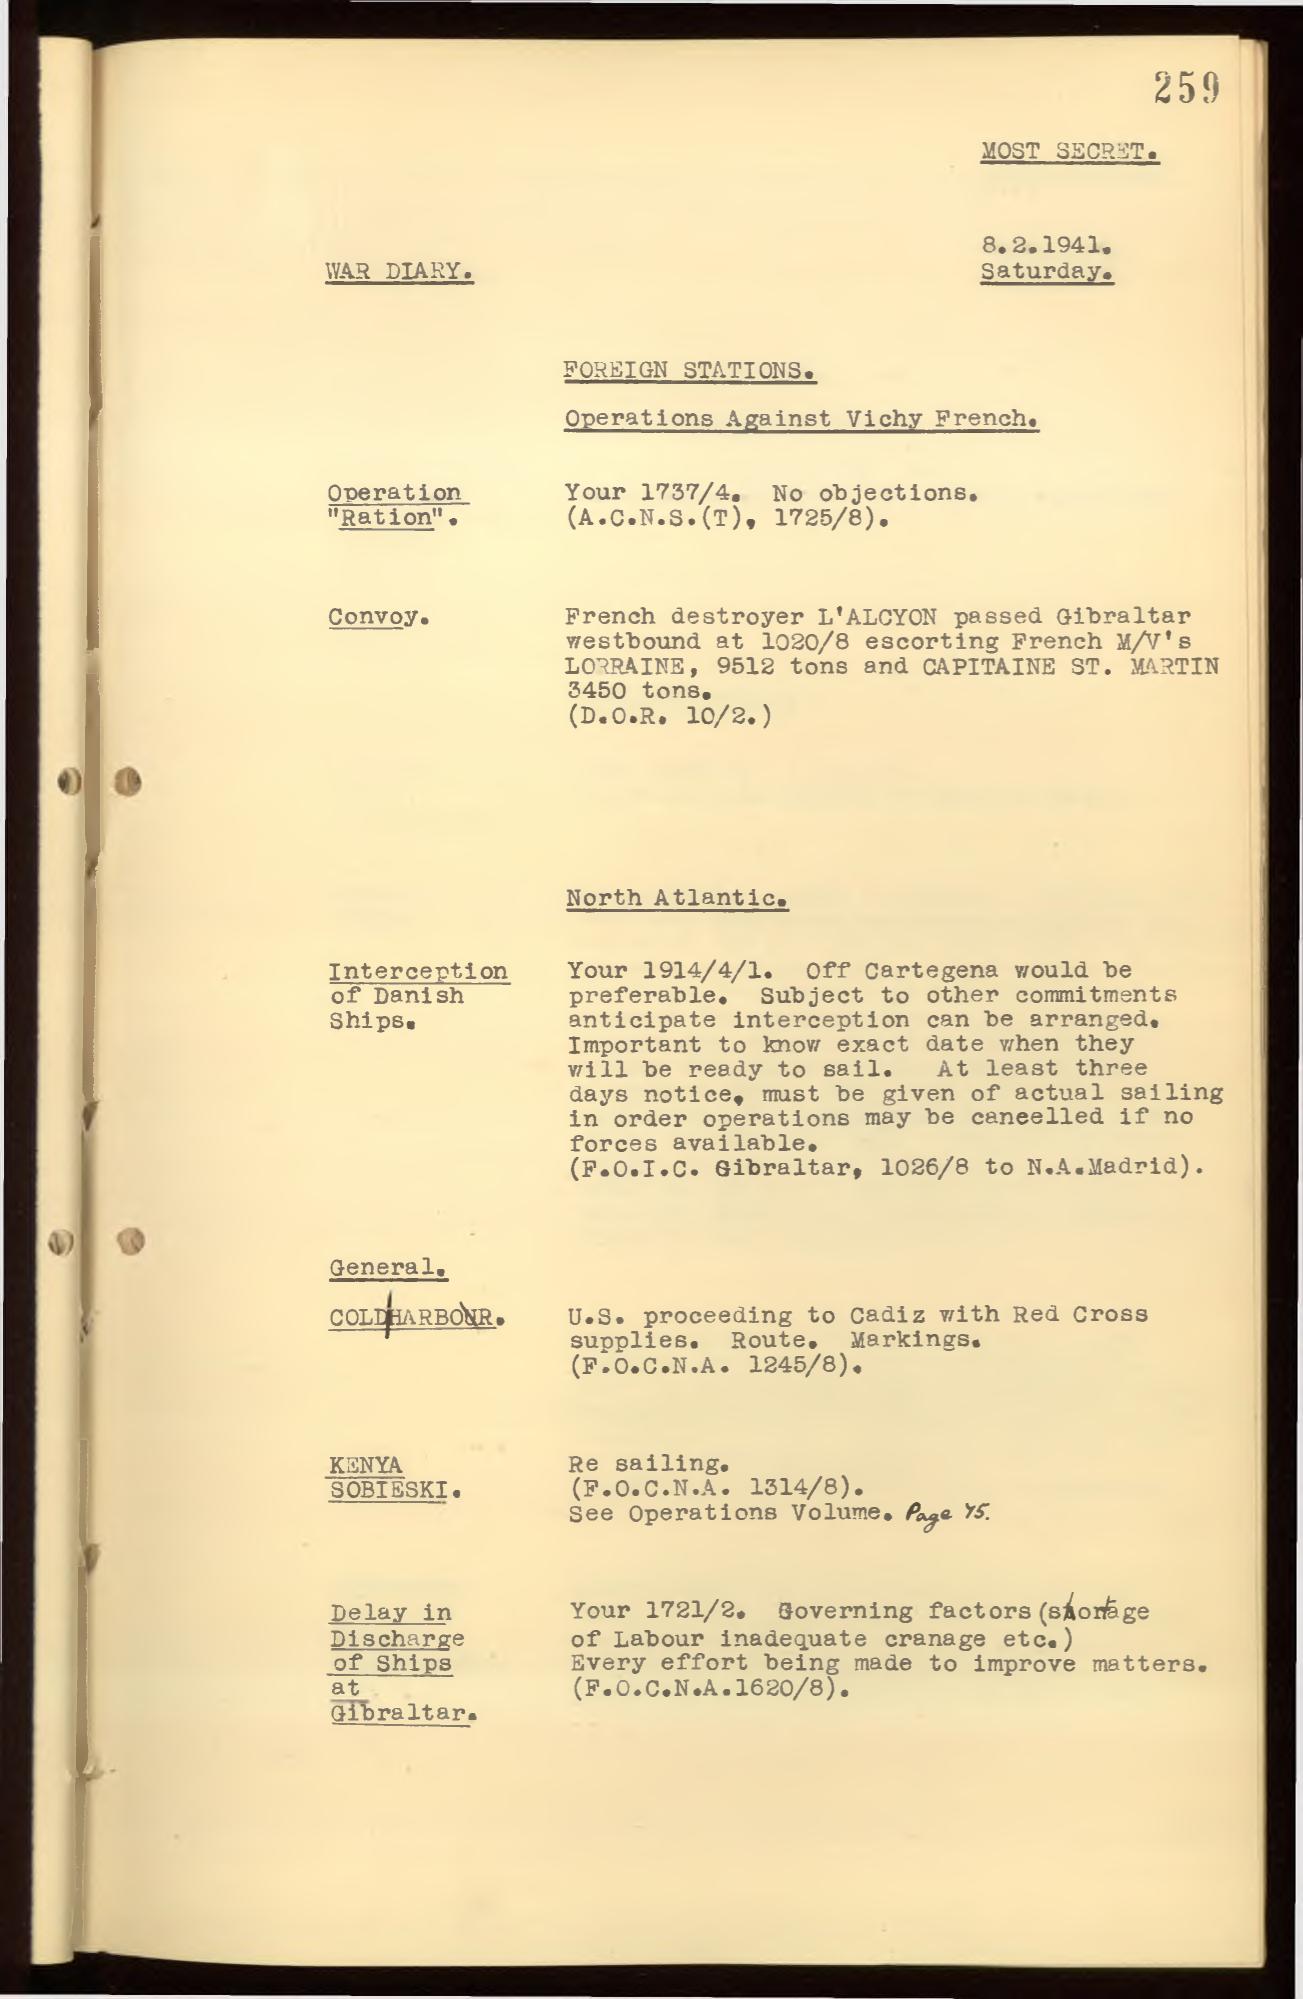 259
MOST SECRET.
8.2.1941.
WAR DIARY. Saturday.
FOREIGN STATIONS.
Operations Against Vichy French.
Operation Your 1737/4. No objections.
"Ration". (A.C.N.S.(T), 1725/8).
Convoy. French destroyer L'ALCYON passed Gibraltar
westbound at 1020/8 escorting French M/V's
LORRAINE, 9512 tons and CAPITAINE ST. MARTIN
3450 tons.
(D.O.R. 10/2.)
North Atlantic.
Interception Your 1914/4/1. Off Cartegena would be
of Danish preferable. Subject to other commitments
Ships. anticipate interception can be arranged.
Important to know exact date when they
will be ready to sail. At least three
days notice, must be given of actual sailing
in order operations may be cancelled if no
forces available.
(F.O.I.C. Gibraltar, 1026/8 to N.A.Madrid).
General.
COLD/HARBOUR. U.S. proceeding to Cadiz with Red Cross
supplies. Route. Markings.
(F.O.C.N.A. 1245/8).
KENYA Re sailing.
SOBIESKI. (F.O.C.N.A. 1314/8).
See Operations Volume. Page 75.
Delay in Your 1721/2. Governing factors (shortage
Discharge of Labour inadequate cranage etc.)
of Ships Every effort being made to improve matters.
at (F.O.C.N.A.1620/8).
Gibraltar.